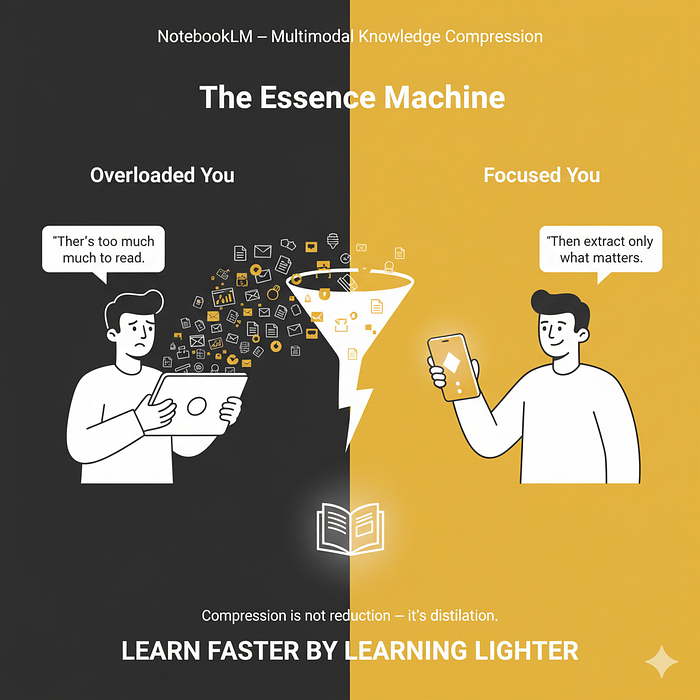 NotebookLM – Multimodal Knowledge Compression
The Essence Machine
Overloaded You
Focused You
"Ther's too much
much to read.
"Then extract only
what matters.
Compression is not reduction – it's distilation.
LEARN FASTER BY LEARNING LIGHTER